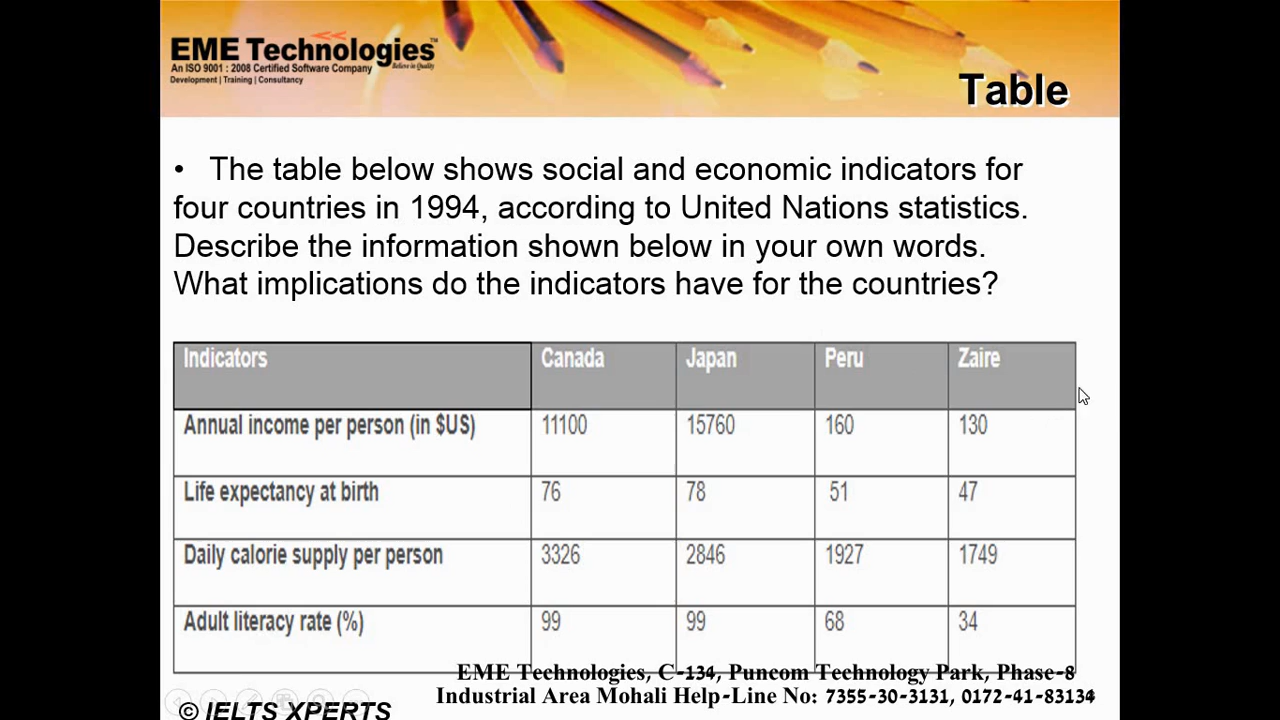 EME Technologies™
An ISO 9001 : 2008 Certified Software Company
Believe in Quality
Development | Training | Consultancy
Table
• The table below shows social and economic indicators for
four countries in 1994, according to United Nations statistics.
Describe the information shown below in your own words.
What implications do the indicators have for the countries?
Indicators Canada Japan Peru Zaire
Annual income per person (in $US) 11100 15760 160 130
Life expectancy at birth 76 78 51 47
Daily calorie supply per person 3326 2846 1927 1749
Adult literacy rate (%) 99 99 68 34
EME Technologies, C-134, Puncom Technology Park, Phase-8
Industrial Area Mohali Help-Line No: 7355-30-3131, 0172-41-83134
© IELTS XPERTS